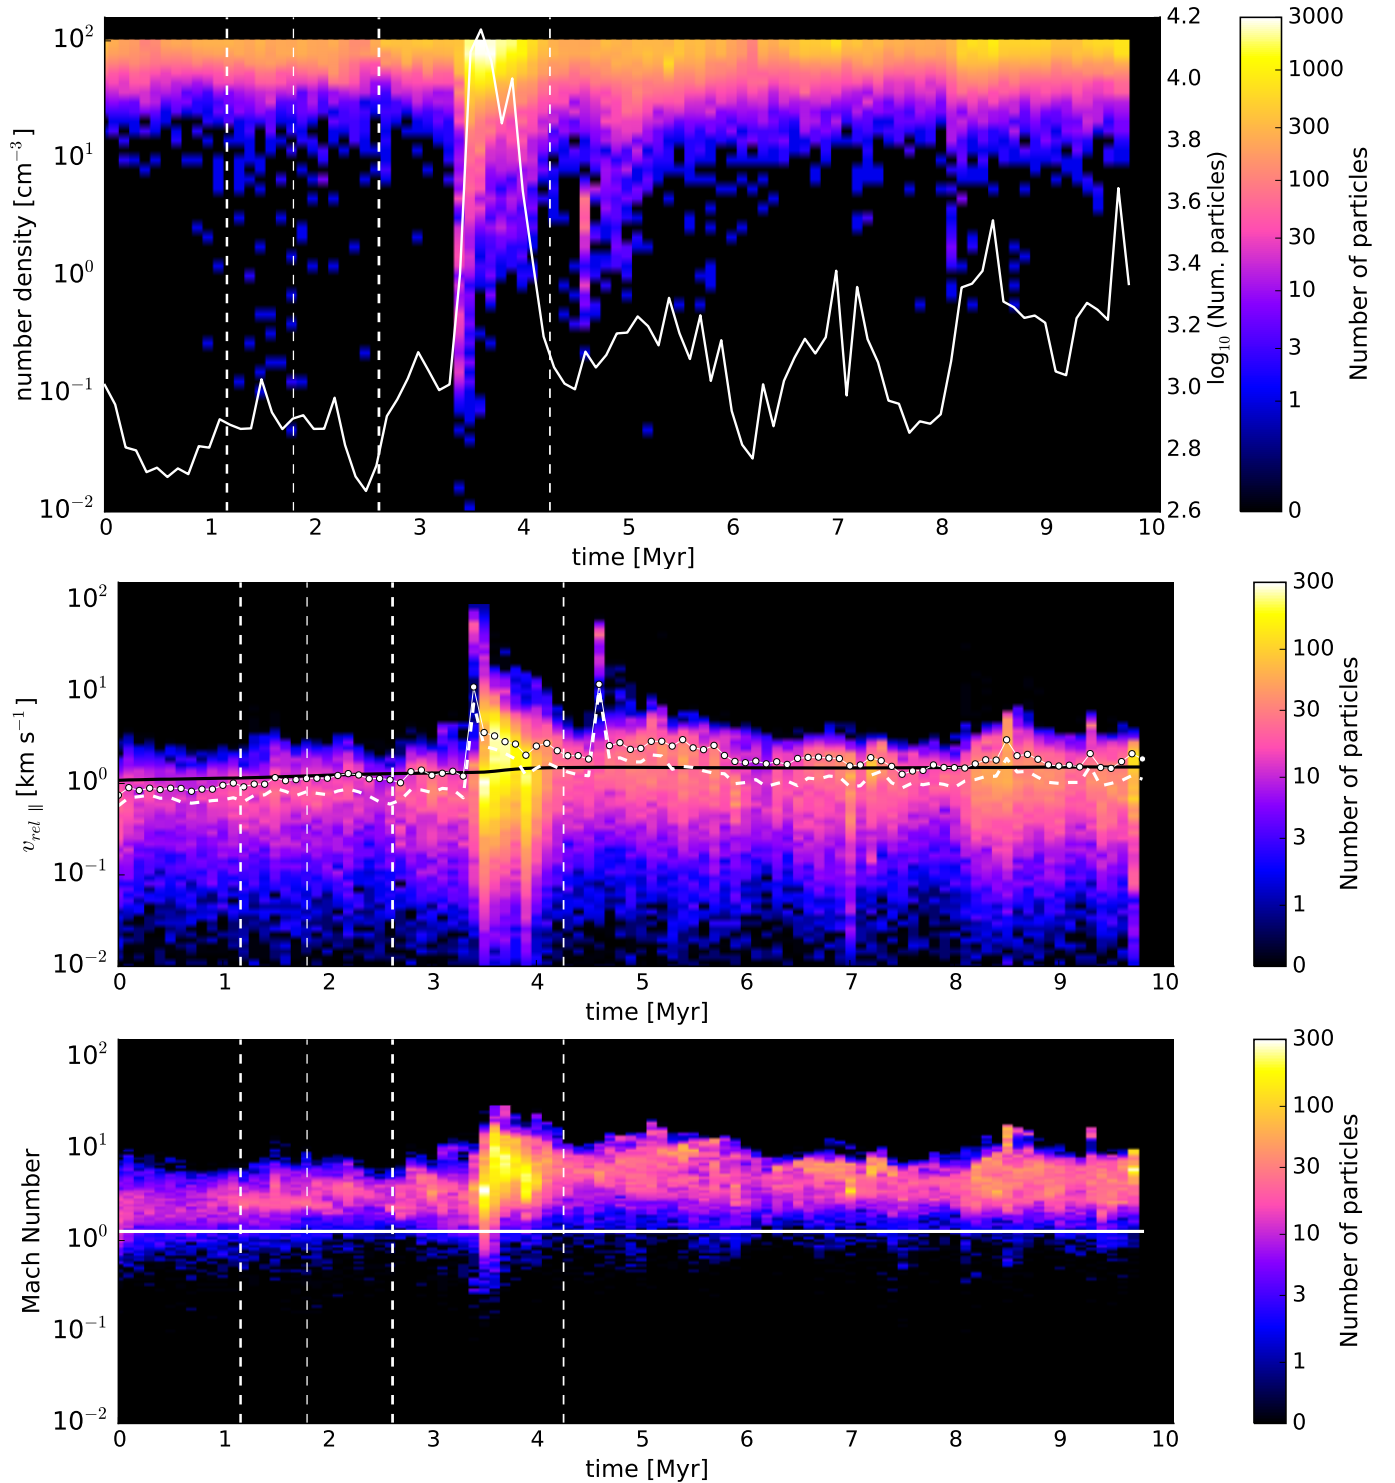 10² 10¹ 10⁰ 10⁻¹ 10⁻²
number density [cm⁻³]
0 1 2 3 4 5 6 7 8 9 10
time [Myr]
4.2 4.0 3.8 3.6 3.4 3.2 3.0 2.8 2.6
log₁₀ (Num. particles)
3000 1000 300 100 30 10 3 1 0
Number of particles
10² 10¹ 10⁰ 10⁻¹ 10⁻²
v_{rel ∥} [km s⁻¹]
0 1 2 3 4 5 6 7 8 9 10
time [Myr]
300 100 30 10 3 1 0
Number of particles
10² 10¹ 10⁰ 10⁻¹ 10⁻²
Mach Number
0 1 2 3 4 5 6 7 8 9 10
time [Myr]
300 100 30 10 3 1 0
Number of particles